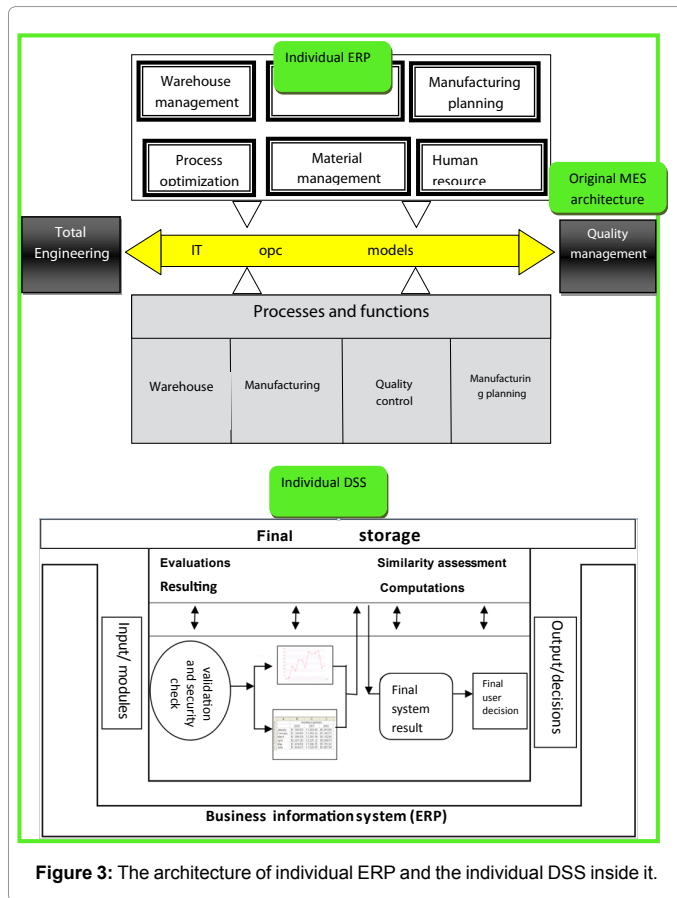 Individual ERP
Warehouse
management
Manufacturing
planning
Process
optimization
Material
management
Human
resource
Original MES
architecture
Total
Engineering
IT opc models
Quality
management
Processes and functions
Warehouse
Manufacturing
Quality
control
Manufacturin
g planning
Individual DSS
Final storage
Evaluations
Resulting
Similarity assessment
Computations
Input/ modules
validation
and security
check
Final
system
result
Final
user
decision
Output/decisions
Business information system (ERP)
Figure 3: The architecture of individual ERP and the individual DSS inside it.